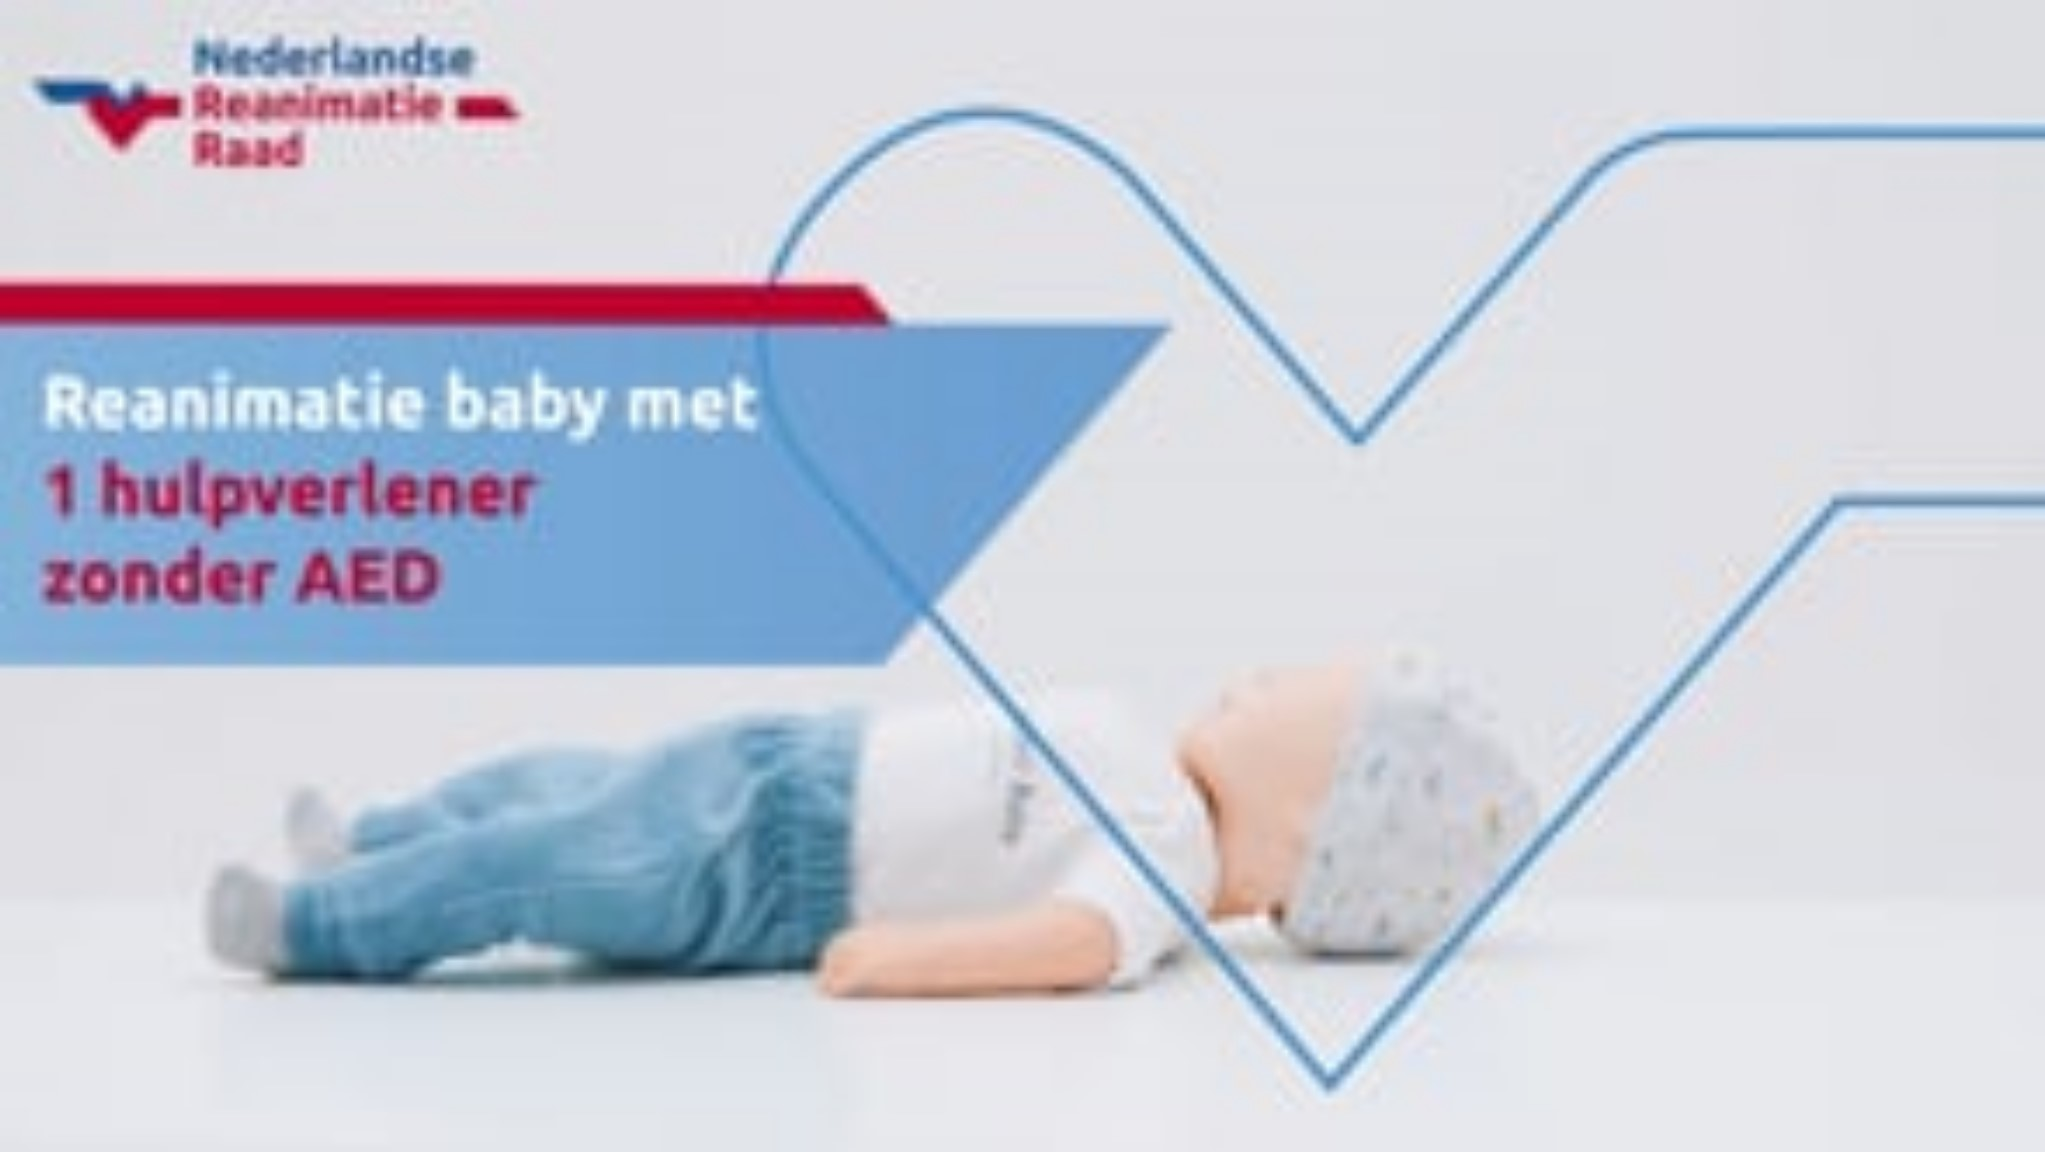 Nederlandse
Reanimatie
Raad
Reanimatie baby met
1 hulpverlener
zonder AED